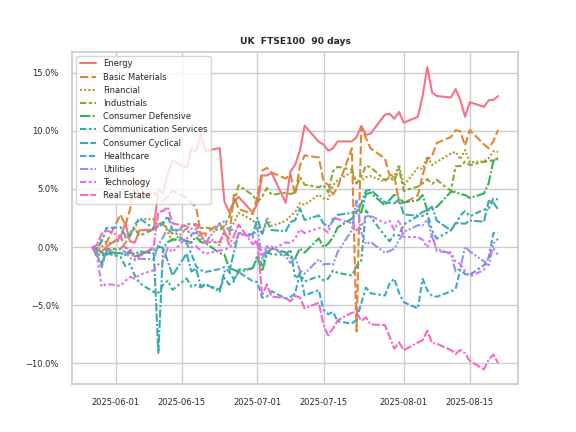 UK FTSE100 90 days
Energy
Basic Materials
Financial
Industrials
Consumer Defensive
Communication Services
Consumer Cyclical
Healthcare
Utilities
Technology
Real Estate
15.0%
10.0%
5.0%
0.0%
−5.0%
−10.0%
2025-06-01 2025-06-15 2025-07-01 2025-07-15 2025-08-01 2025-08-15